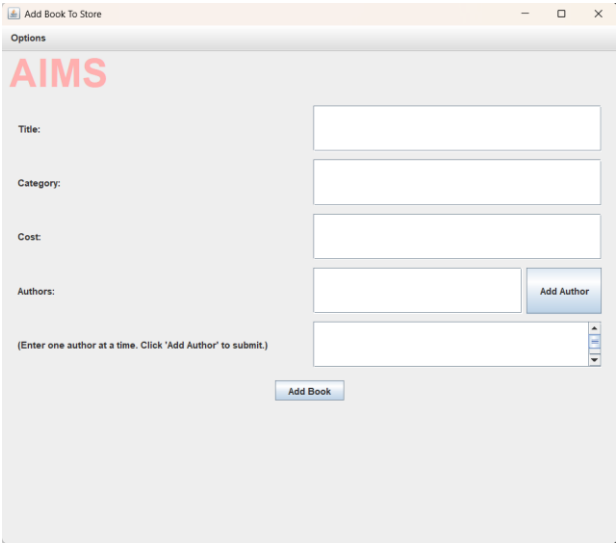 Add Book To Store
Options
AIMS
Title:
Category:
Cost:
Authors:
Add Author
(Enter one author at a time. Click 'Add Author' to submit.)
Add Book